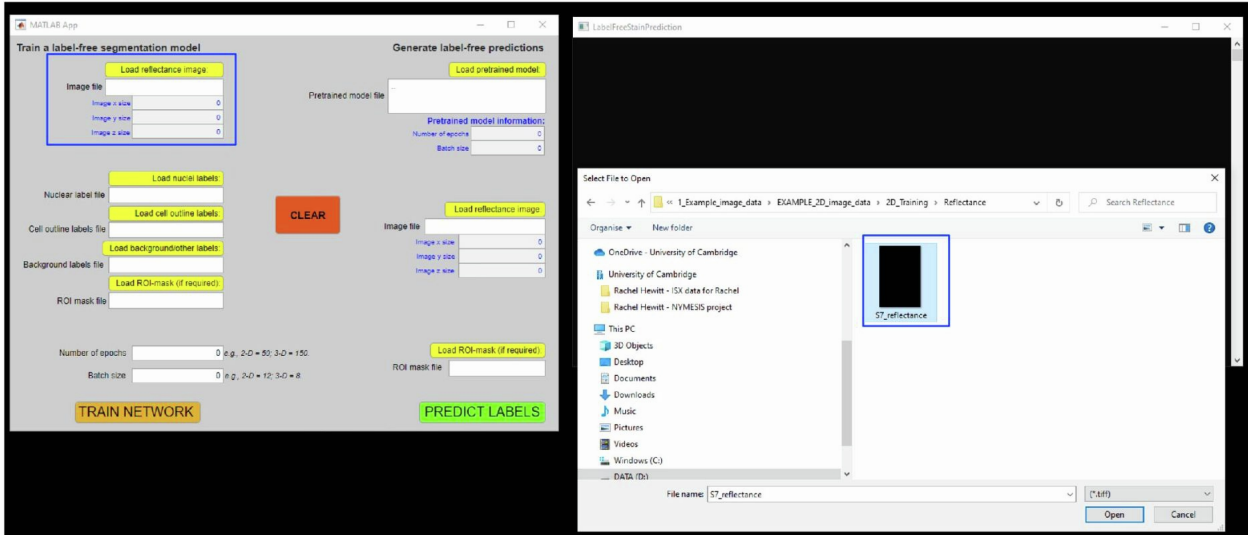 MATLAB App
Train a label-free segmentation model
Load reflectance image:
Image file
Image x size 0
Image y size 0
Image z size 0
Load nuclei labels:
Nuclear label file
Load cell outline labels:
Cell outline labels file
Load background/other labels:
Background labels file
Load ROI-mask (if required):
ROI mask file
Number of epochs 0 e.g., 2-D = 50; 3-D = 150.
Batch size 0 e.g., 2-D = 12; 3-D = 8.
TRAIN NETWORK
CLEAR
Generate label-free predictions
Load pretrained model:
Pretrained model file
Pretrained model information:
Number of epochs 0
Batch size 0
Load reflectance image:
Image file
Image x size 0
Image y size 0
Image z size 0
Load ROI-mask (if required):
ROI mask file
PREDICT LABELS
LabelFreeStainPrediction
Select File to Open
« 1_Example_image_data › EXAMPLE_2D_image_data › 2D_Training › Reflectance
Search Reflectance
Organise New folder
OneDrive - University of Cambridge
University of Cambridge
Rachel Hewitt - ISX data for Rachel
Rachel Hewitt - NYMESIS project
This PC
3D Objects
Desktop
Documents
Downloads
Music
Pictures
Videos
Windows (C:)
DATA (D:)
S7_reflectance
File name: S7_reflectance
(*.tiff)
Open Cancel